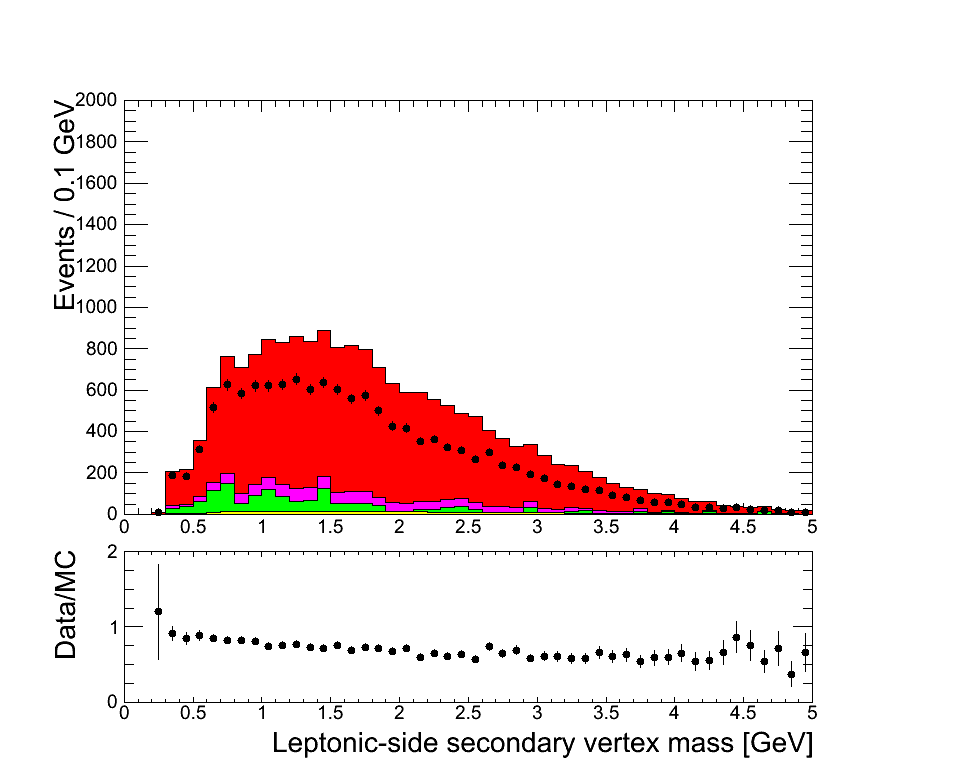 Events / 0.1 GeV
2000
1800
1600
1400
1200
1000
800
600
400
200
0
0 0.5 1 1.5 2 2.5 3 3.5 4 4.5 5
Data/MC
2
1
0
0 0.5 1 1.5 2 2.5 3 3.5 4 4.5 5
Leptonic-side secondary vertex mass [GeV]